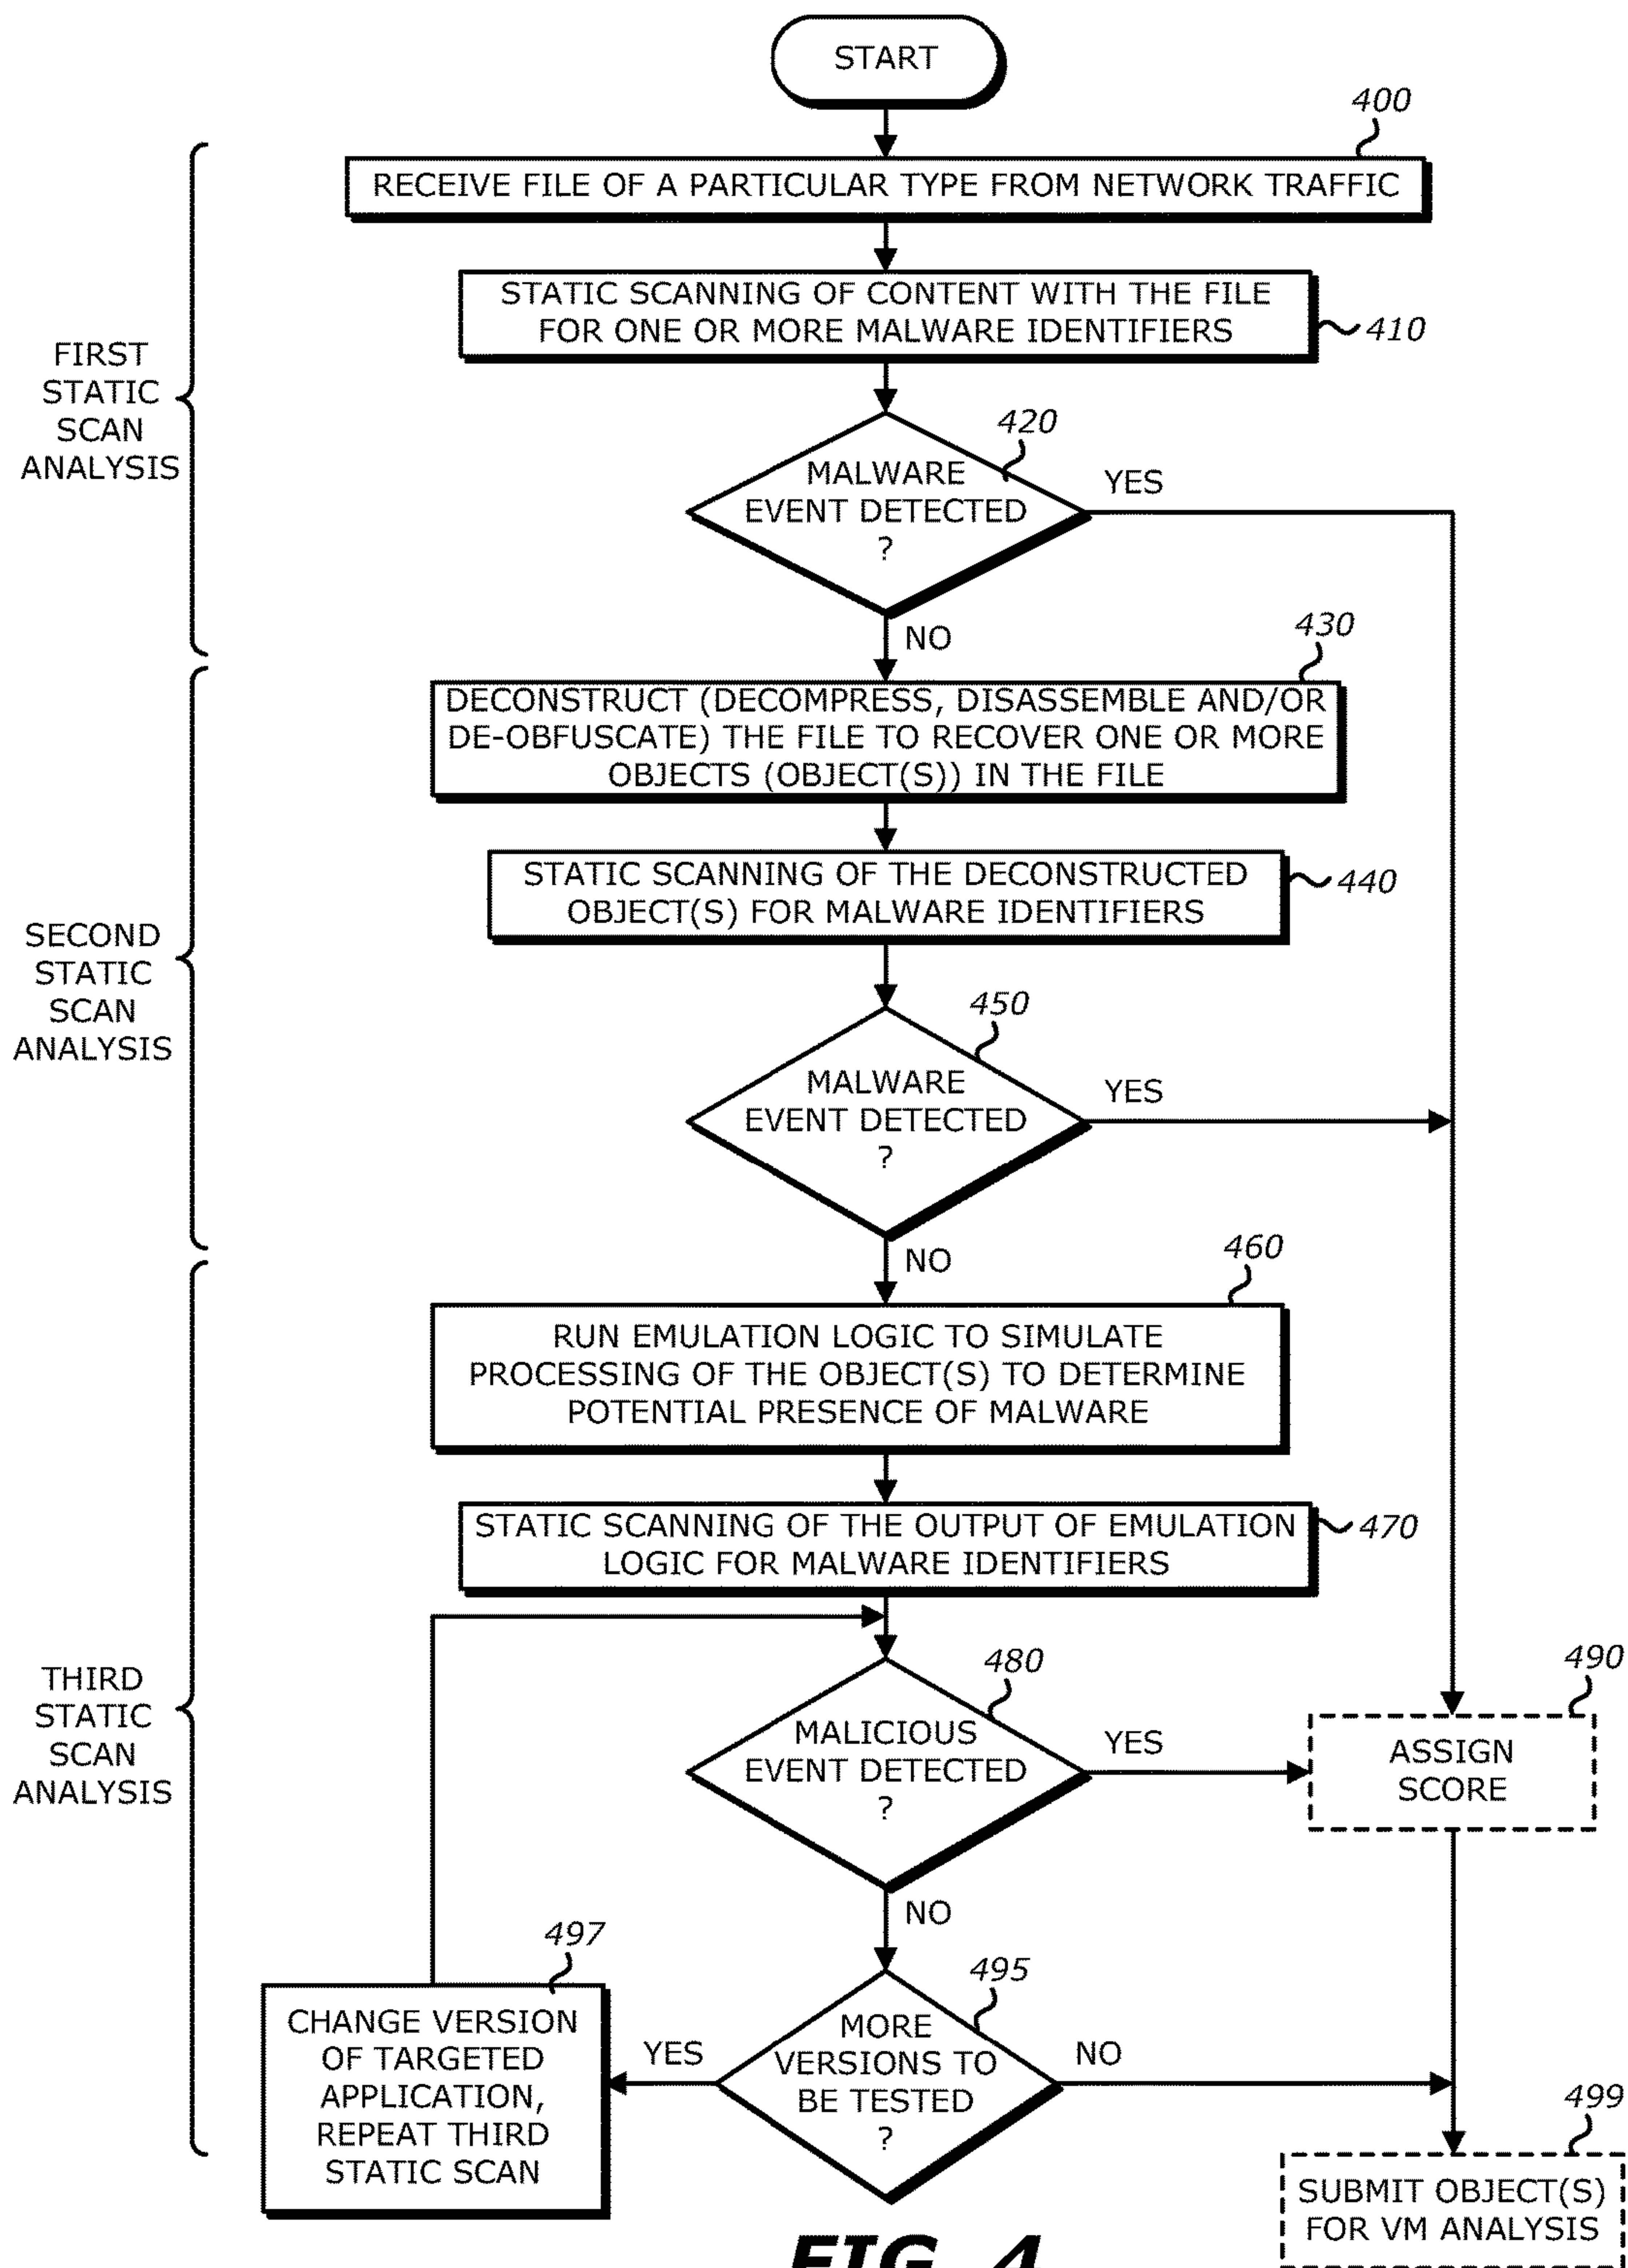 START
400
RECEIVE FILE OF A PARTICULAR TYPE FROM NETWORK TRAFFIC
STATIC SCANNING OF CONTENT WITH THE FILE
FOR ONE OR MORE MALWARE IDENTIFIERS
410
FIRST
STATIC
SCAN
ANALYSIS
420
MALWARE
EVENT DETECTED
?
YES
NO
430
DECONSTRUCT (DECOMPRESS, DISASSEMBLE AND/OR
DE-OBFUSCATE) THE FILE TO RECOVER ONE OR MORE
OBJECTS (OBJECT(S)) IN THE FILE
STATIC SCANNING OF THE DECONSTRUCTED
OBJECT(S) FOR MALWARE IDENTIFIERS
440
SECOND
STATIC
SCAN
ANALYSIS
450
MALWARE
EVENT DETECTED
?
YES
NO
460
RUN EMULATION LOGIC TO SIMULATE
PROCESSING OF THE OBJECT(S) TO DETERMINE
POTENTIAL PRESENCE OF MALWARE
STATIC SCANNING OF THE OUTPUT OF EMULATION
LOGIC FOR MALWARE IDENTIFIERS
470
THIRD
STATIC
SCAN
ANALYSIS
480
MALICIOUS
EVENT DETECTED
?
YES
490
ASSIGN
SCORE
NO
497
CHANGE VERSION
OF TARGETED
APPLICATION,
REPEAT THIRD
STATIC SCAN
YES
495
MORE
VERSIONS TO
BE TESTED
?
NO
499
SUBMIT OBJECT(S)
FOR VM ANALYSIS
FIG. 4